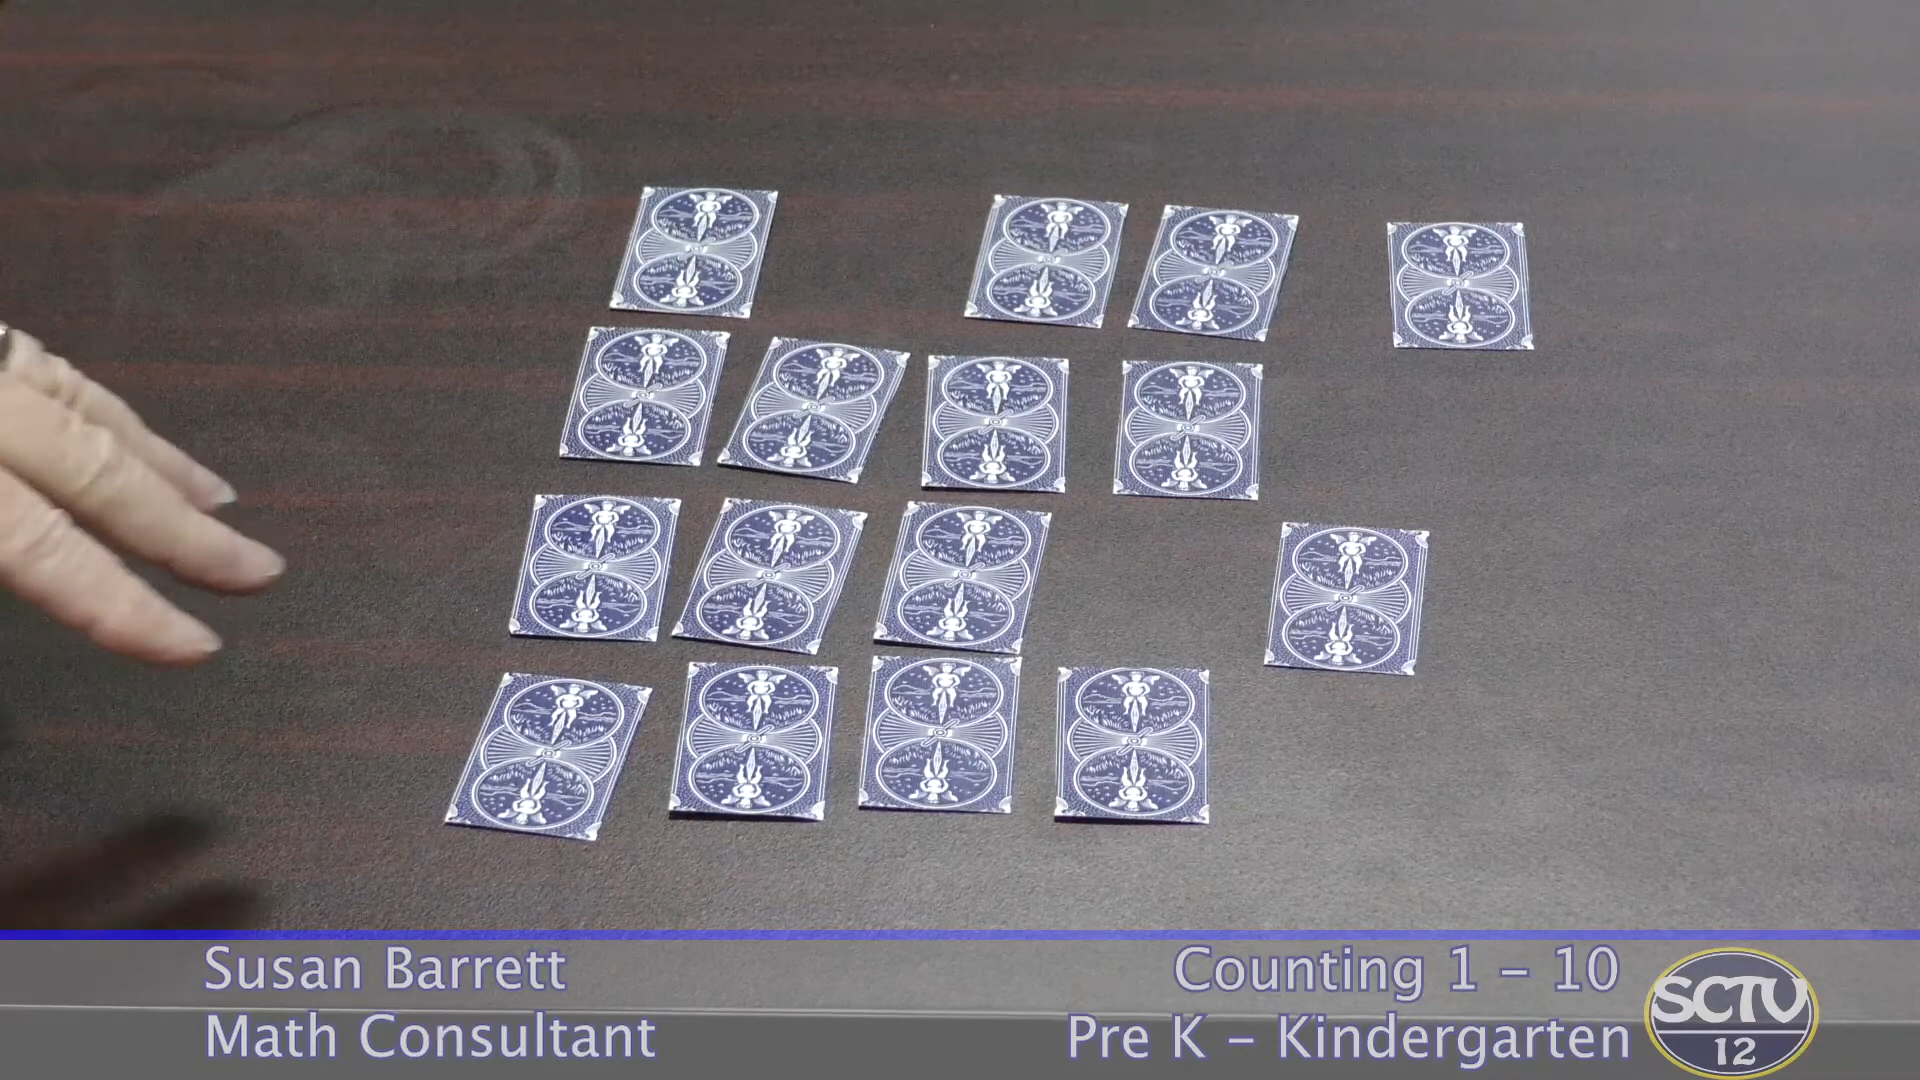 Susan Barrett
Math Consultant
Counting 1 - 10
Pre K - Kindergarten
SCTV
12